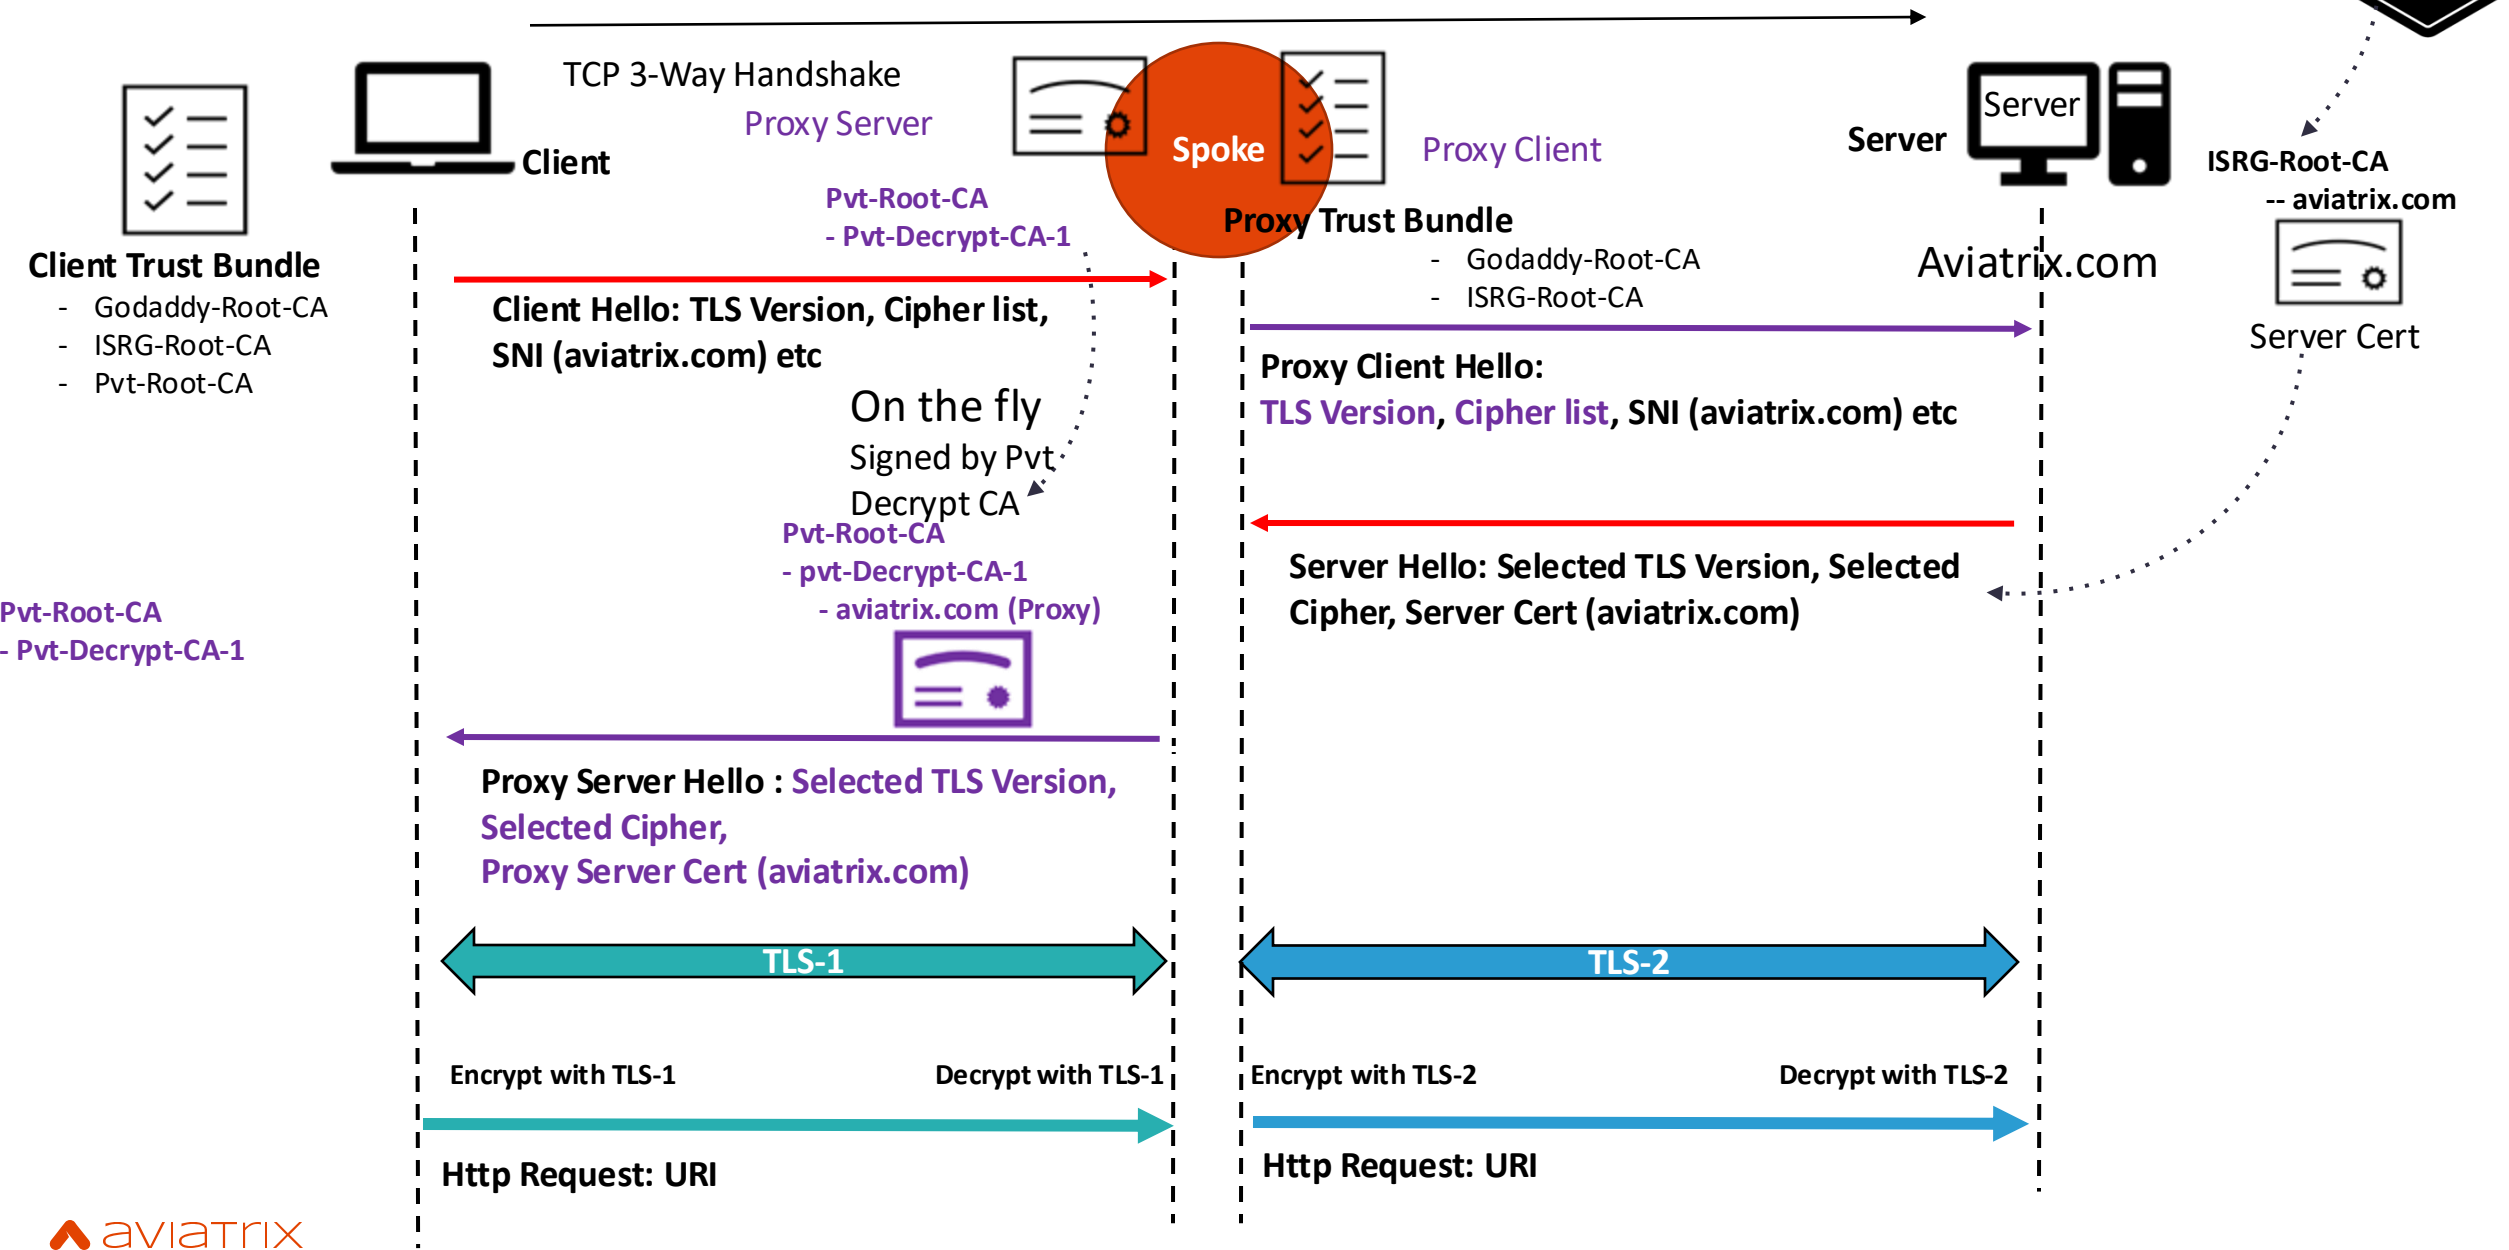 TCP 3-Way Handshake
Proxy Server
Client
Spoke
Proxy Client
Server
Server
ISRG-Root-CA
-- aviatrix.com
Pvt-Root-CA
- Pvt-Decrypt-CA-1
Proxy Trust Bundle
- Godaddy-Root-CA
- ISRG-Root-CA
Aviatrix.com
Server Cert
Client Trust Bundle
- Godaddy-Root-CA
- ISRG-Root-CA
- Pvt-Root-CA
Client Hello: TLS Version, Cipher list,
SNI (aviatrix.com) etc
Proxy Client Hello:
TLS Version, Cipher list, SNI (aviatrix.com) etc
On the fly
Signed by Pvt
Decrypt CA
Pvt-Root-CA
- pvt-Decrypt-CA-1
- aviatrix.com (Proxy)
Server Hello: Selected TLS Version, Selected
Cipher, Server Cert (aviatrix.com)
Pvt-Root-CA
- Pvt-Decrypt-CA-1
Proxy Server Hello : Selected TLS Version,
Selected Cipher,
Proxy Server Cert (aviatrix.com)
TLS-1
TLS-2
Encrypt with TLS-1
Decrypt with TLS-1
Encrypt with TLS-2
Decrypt with TLS-2
Http Request: URI
Http Request: URI
aviatrix